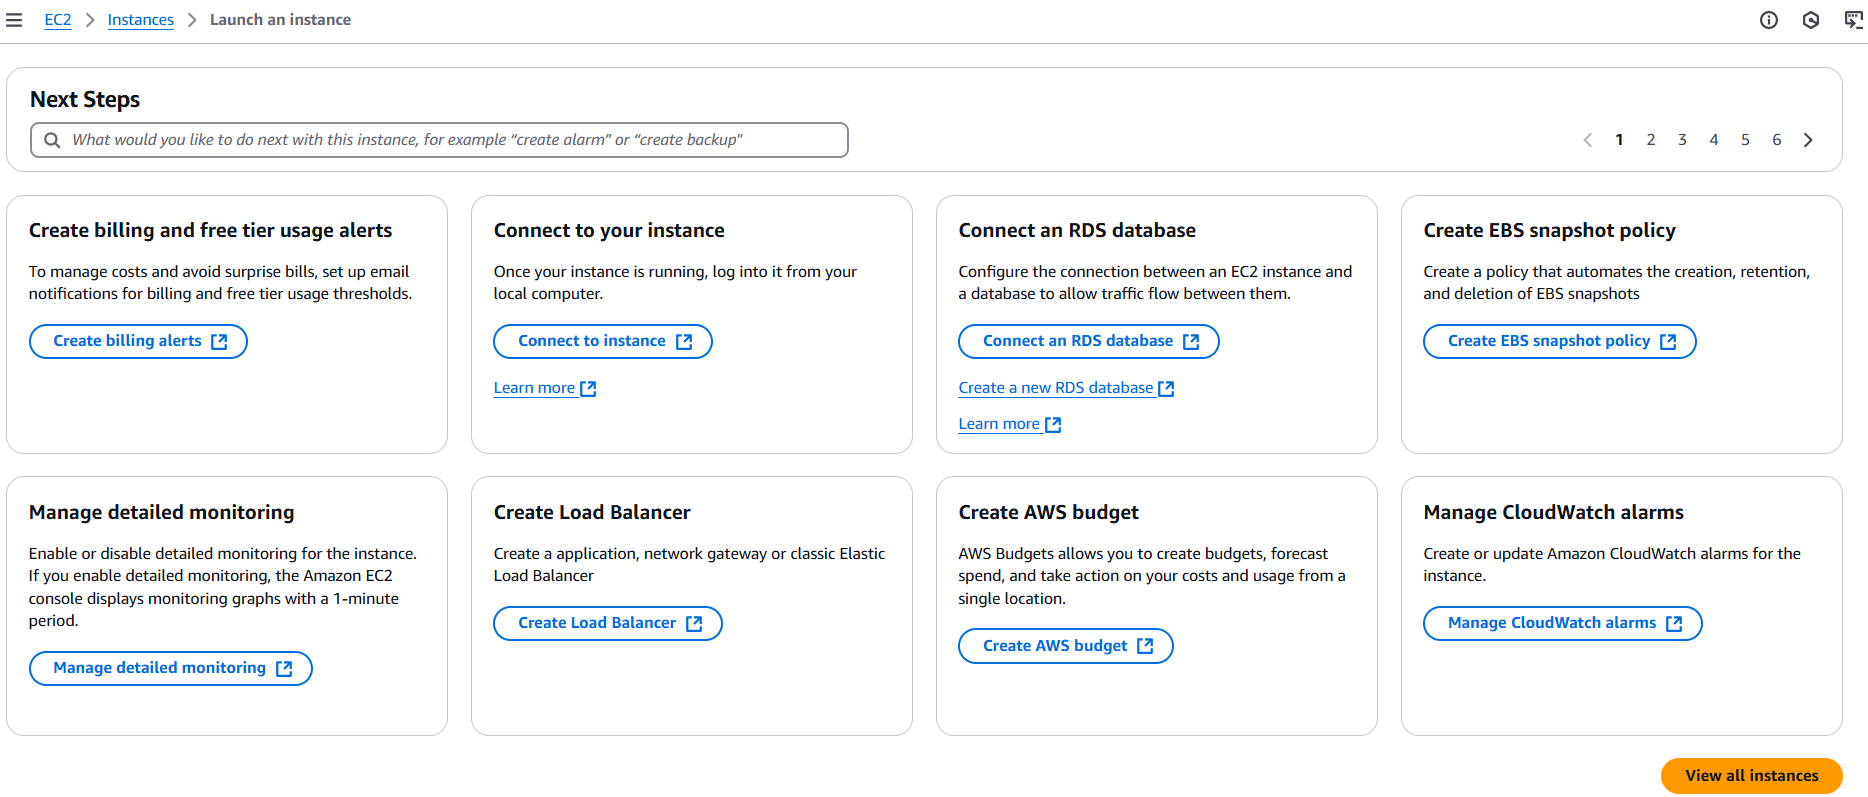 EC2 > Instances > Launch an instance
Next Steps
What would you like to do next with this instance, for example “create alarm” or “create backup"
1 2 3 4 5 6
Create billing and free tier usage alerts
To manage costs and avoid surprise bills, set up email
notifications for billing and free tier usage thresholds.
Create billing alerts
Connect to your instance
Once your instance is running, log into it from your
local computer.
Connect to instance
Learn more
Connect an RDS database
Configure the connection between an EC2 instance and
a database to allow traffic flow between them.
Connect an RDS database
Create a new RDS database
Learn more
Create EBS snapshot policy
Create a policy that automates the creation, retention,
and deletion of EBS snapshots
Create EBS snapshot policy
Manage detailed monitoring
Enable or disable detailed monitoring for the instance.
If you enable detailed monitoring, the Amazon EC2
console displays monitoring graphs with a 1-minute
period.
Manage detailed monitoring
Create Load Balancer
Create a application, network gateway or classic Elastic
Load Balancer
Create Load Balancer
Create AWS budget
AWS Budgets allows you to create budgets, forecast
spend, and take action on your costs and usage from a
single location.
Create AWS budget
Manage CloudWatch alarms
Create or update Amazon CloudWatch alarms for the
instance.
Manage CloudWatch alarms
View all instances